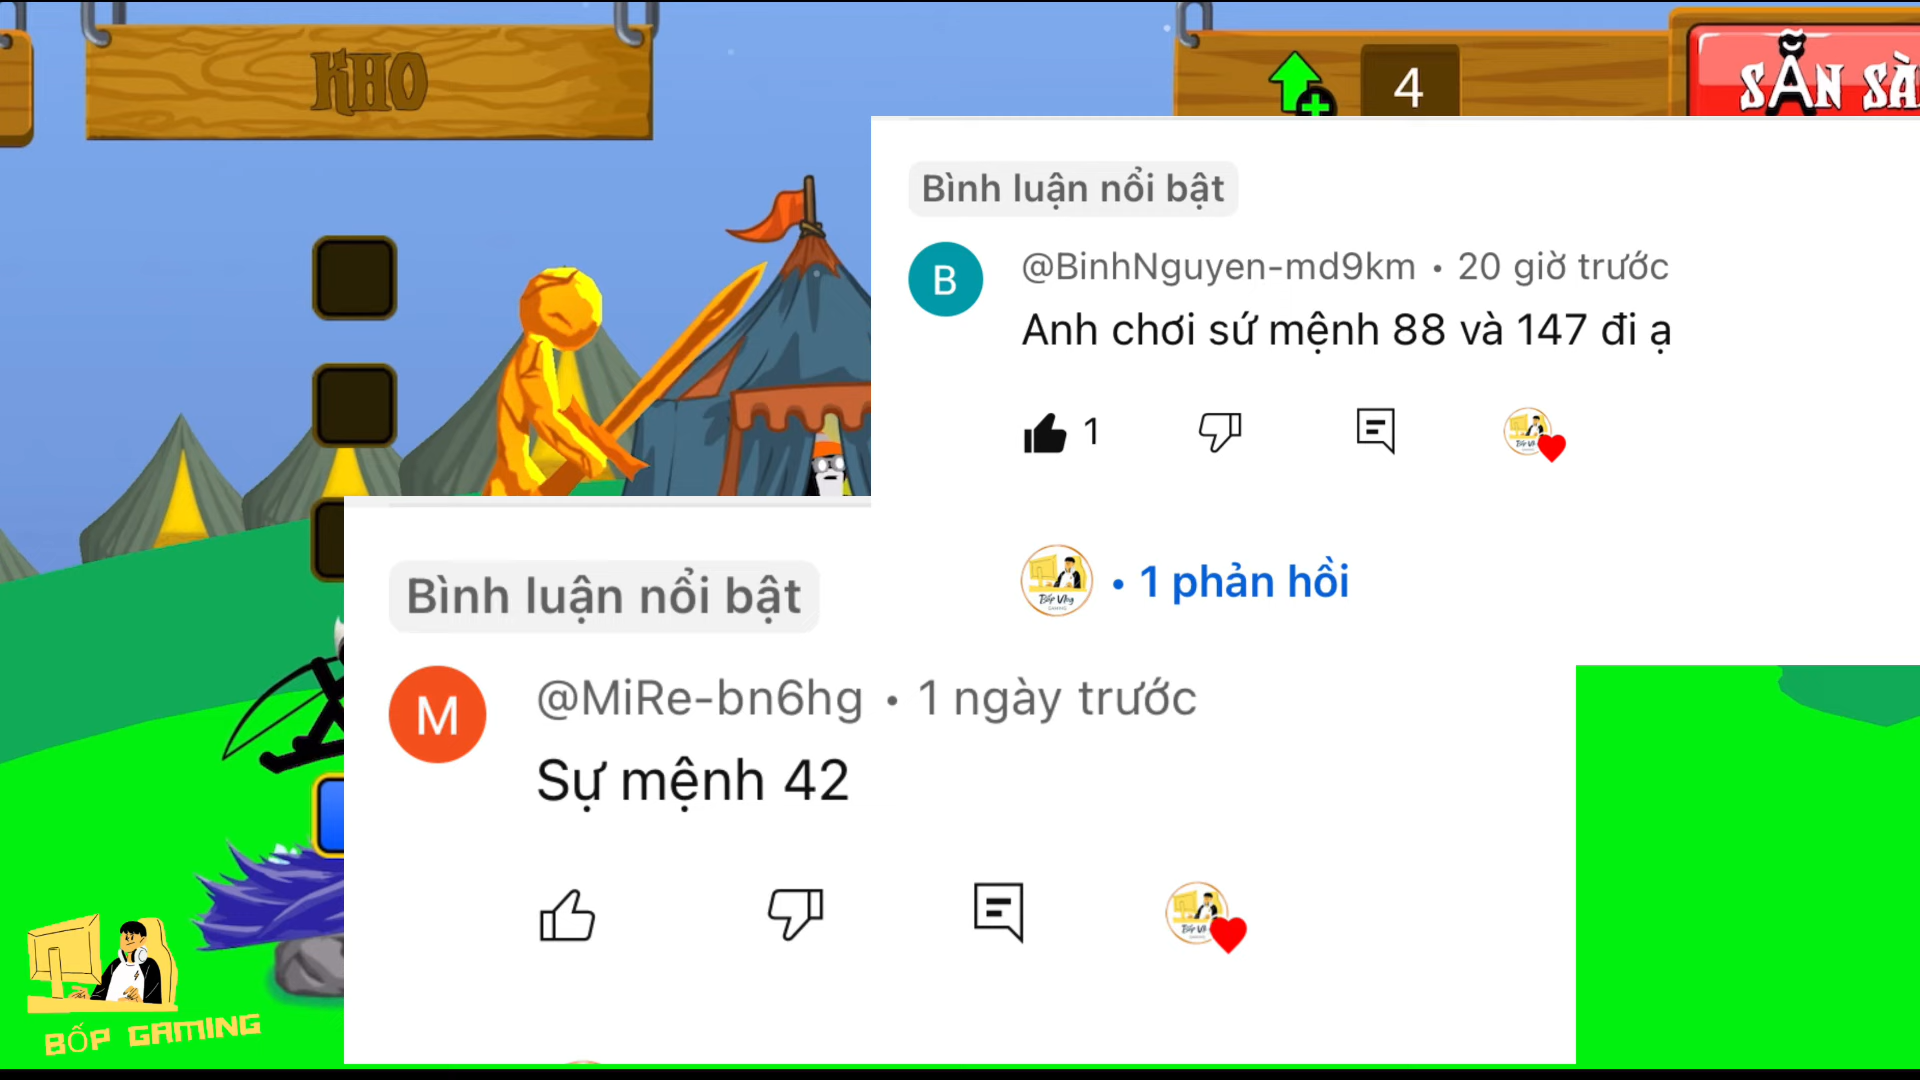 KHO
4
SẴN SÀ
Bình luận nổi bật
B
@BinhNguyen-md9km • 20 giờ trước
Anh chơi sứ mệnh 88 và 147 đi ạ
1
• 1 phản hồi
Bình luận nổi bật
M
@MiRe-bn6hg • 1 ngày trước
Sự mệnh 42
BỐP GAMING